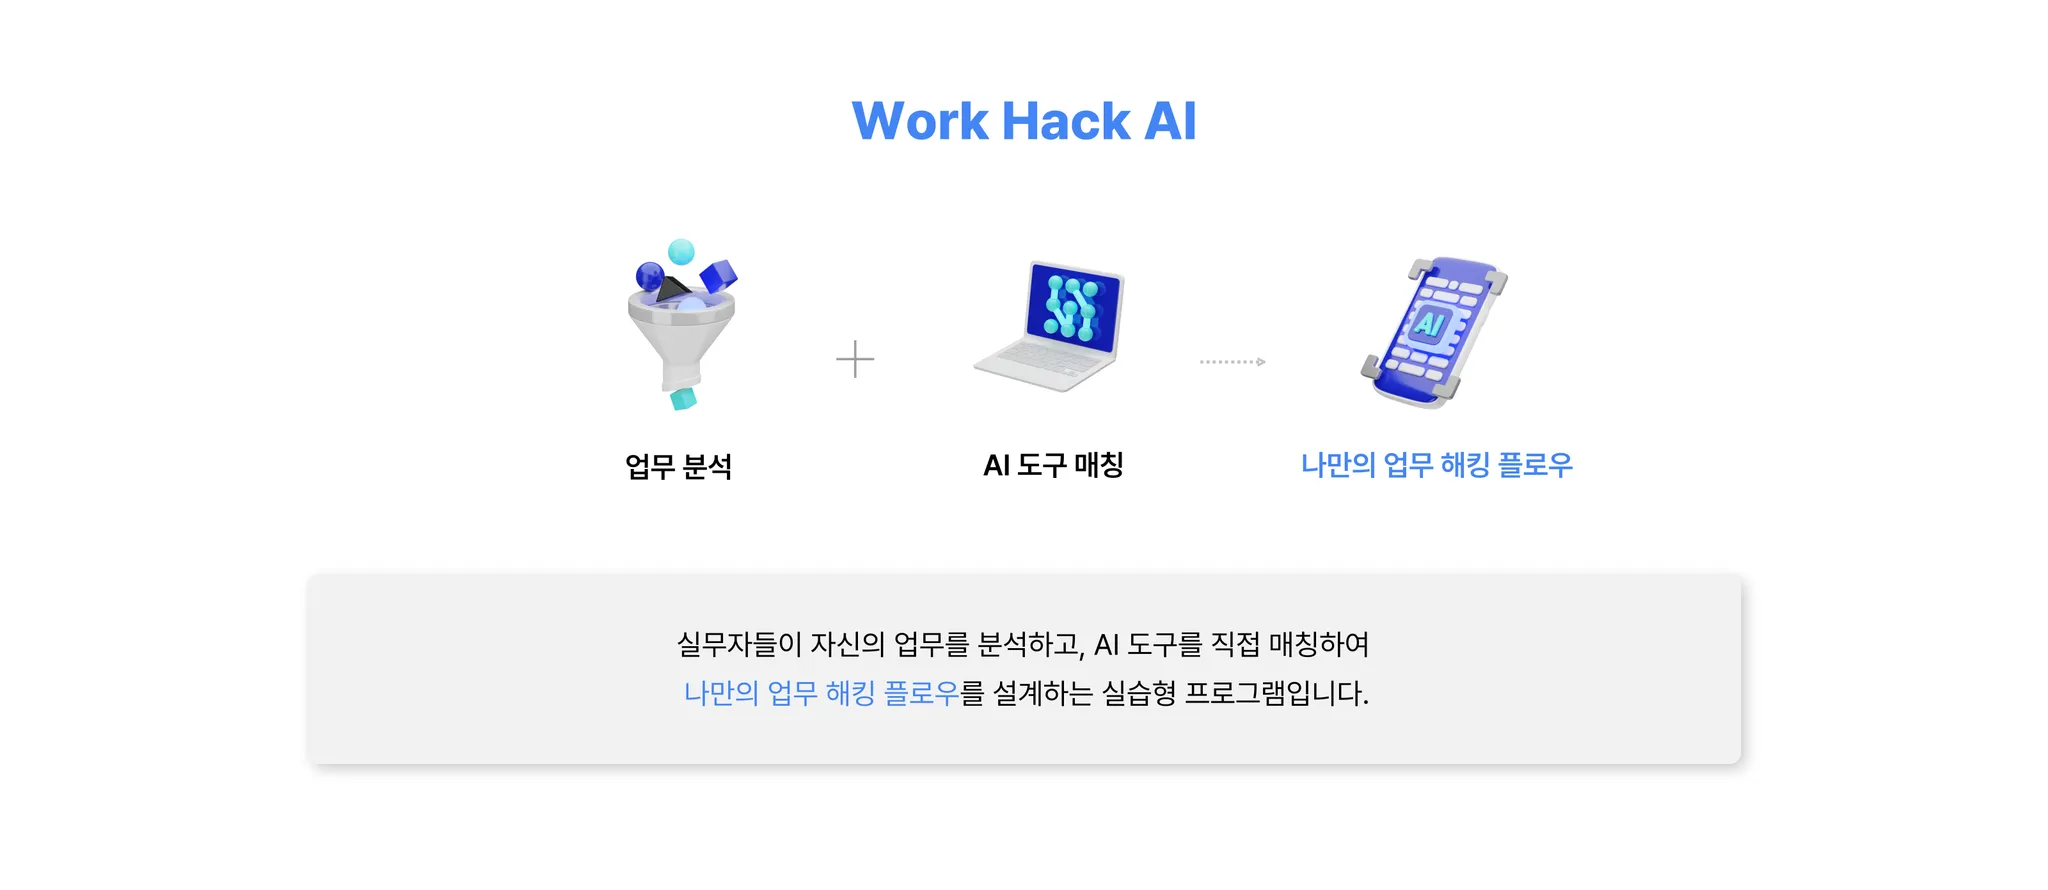 Work Hack AI
AI
업무 분석
AI 도구 매칭
나만의 업무 해킹 플로우
실무자들이 자신의 업무를 분석하고, AI 도구를 직접 매칭하여
나만의 업무 해킹 플로우를 설계하는 실습형 프로그램입니다.